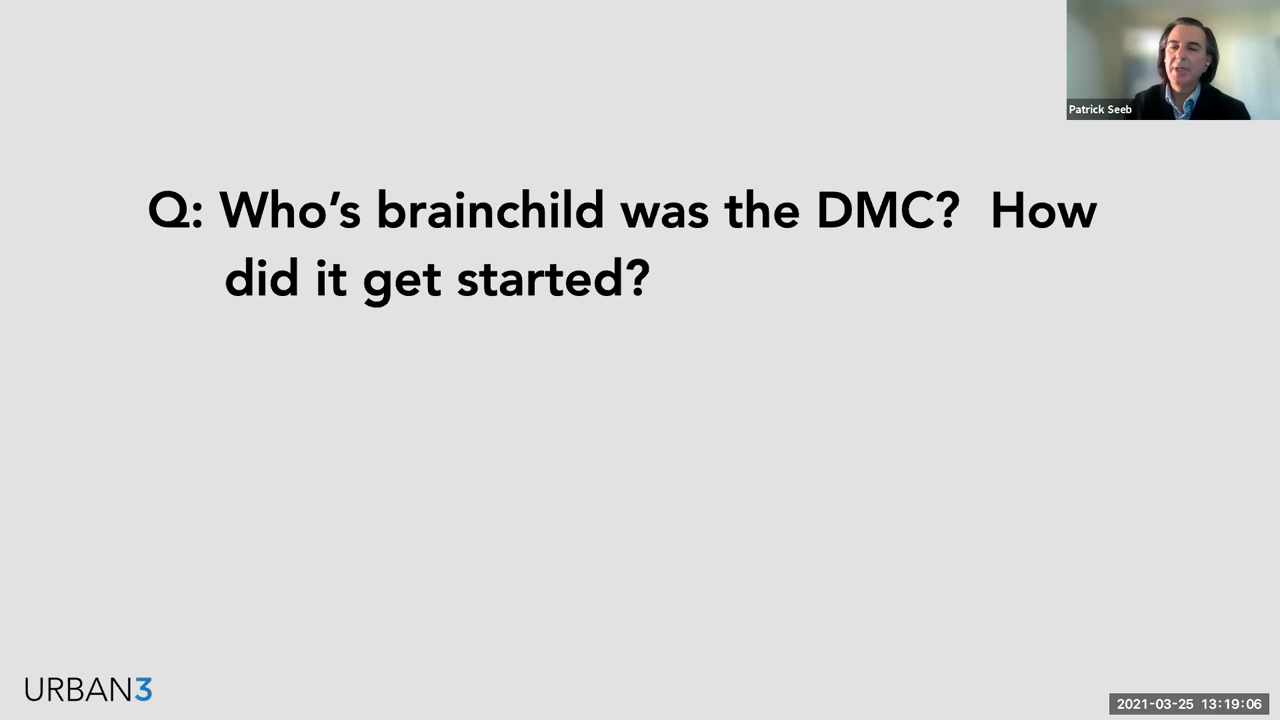 Patrick Seeb
Q: Who's brainchild was the DMC? How
did it get started?
URBAN3
2021-03-25 13:19:06